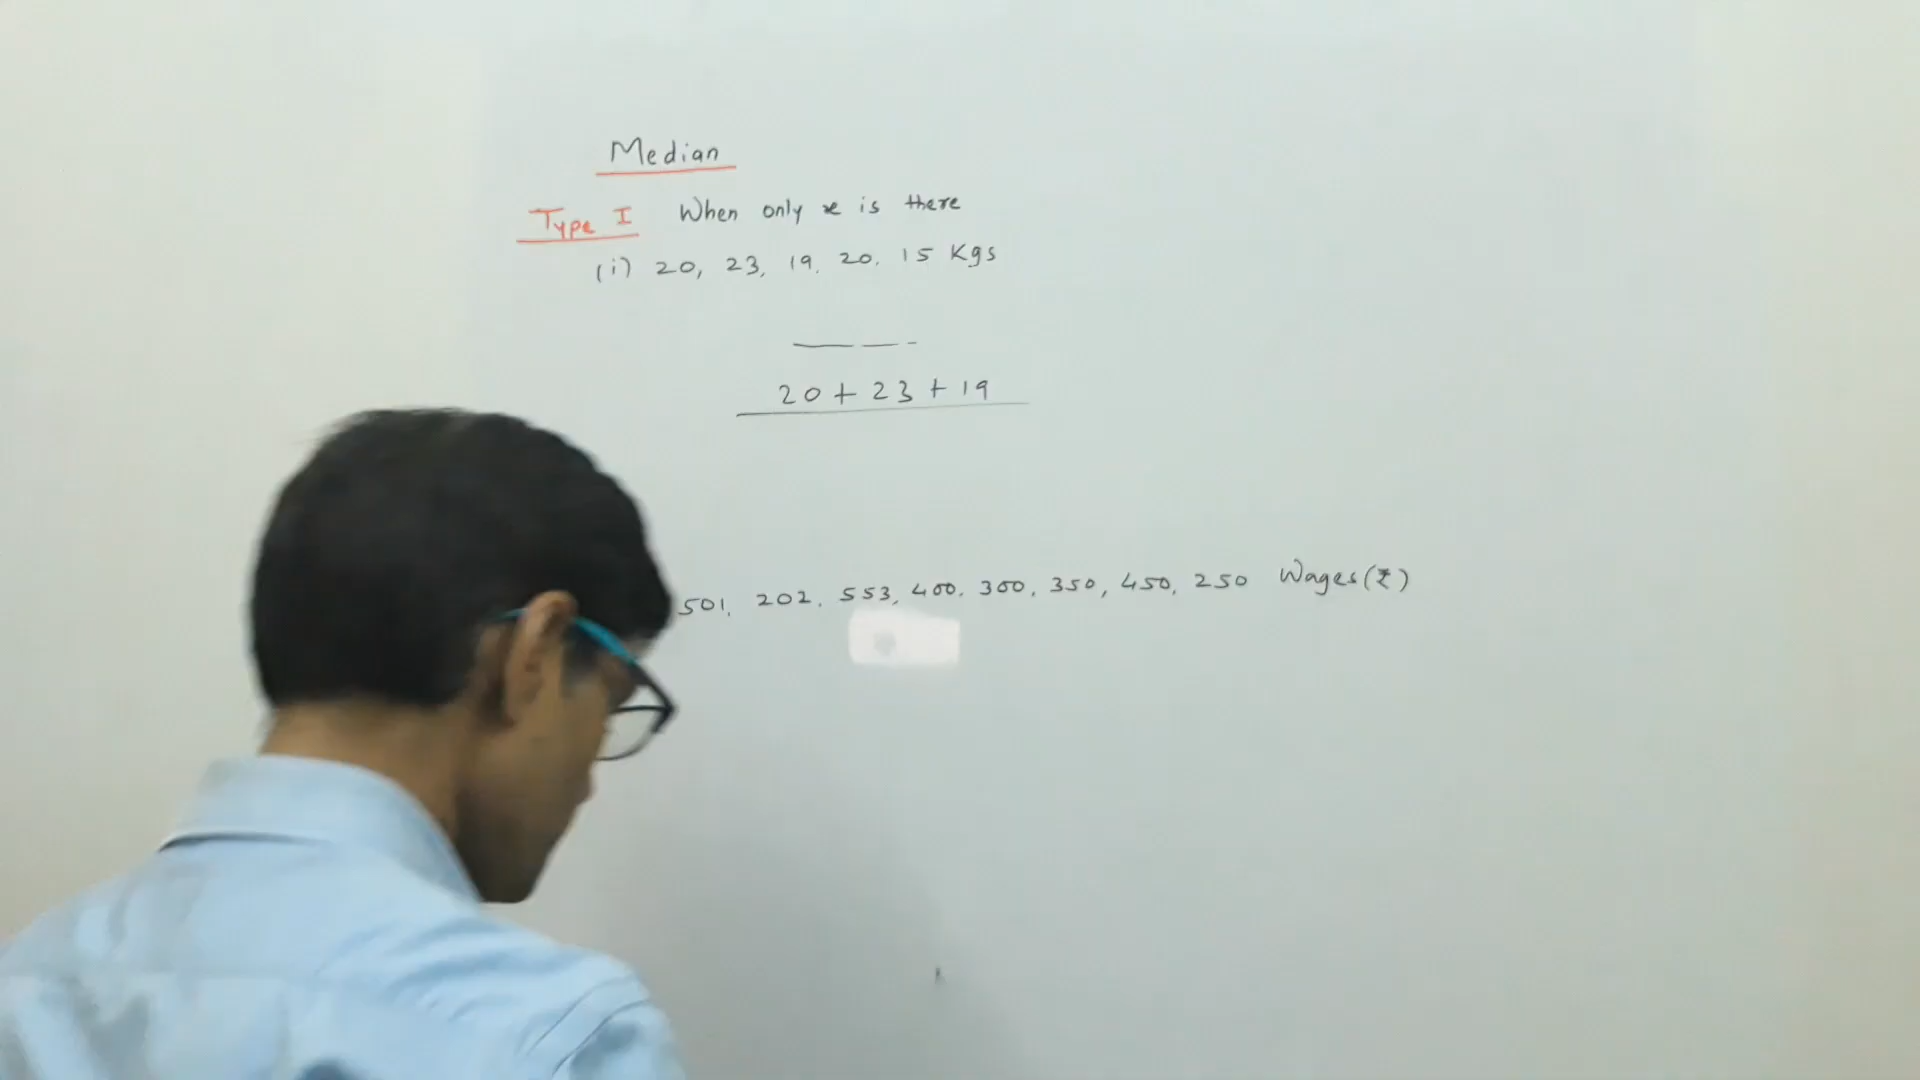 Median
Type I When only x is there
(i) 20, 23, 19, 20, 15 Kgs
20 + 23 + 19
501, 202, 553, 400, 300, 350, 450, 250 Wages (₹)